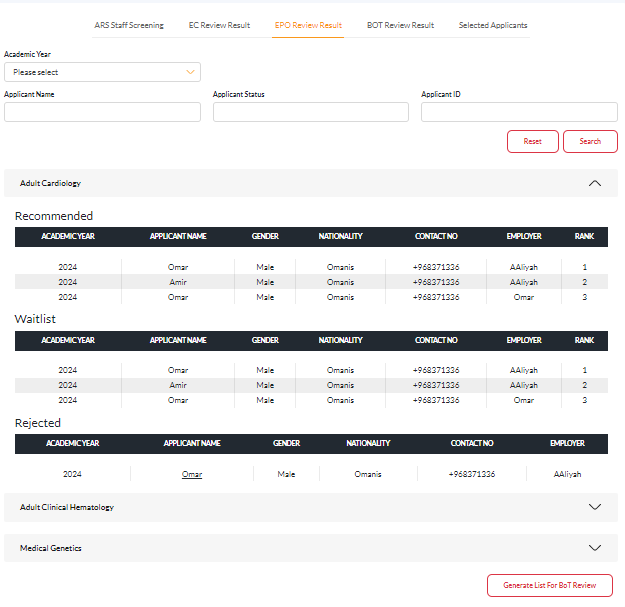 ARS Staff Screening EC Review Result EPO Review Result BOT Review Result Selected Applicants
Academic Year
Please select
Applicant Name Applicant Status Applicant ID
Reset Search
Adult Cardiology
Recommended
ACADEMIC YEAR APPLICANT NAME GENDER NATIONALITY CONTACT NO EMPLOYER RANK
2024 Omar Male Omanis +968371336 AAliyah 1
2024 Amir Male Omanis +968371336 AAliyah 2
2024 Omar Male Omanis +968371336 Omar 3
Waitlist
ACADEMIC YEAR APPLICANT NAME GENDER NATIONALITY CONTACT NO EMPLOYER RANK
2024 Omar Male Omanis +968371336 AAliyah 1
2024 Amir Male Omanis +968371336 AAliyah 2
2024 Omar Male Omanis +968371336 Omar 3
Rejected
ACADEMIC YEAR APPLICANT NAME GENDER NATIONALITY CONTACT NO EMPLOYER
2024 Omar Male Omanis +968371336 AAliyah
Adult Clinical Hematology
Medical Genetics
Generate List For BoT Review